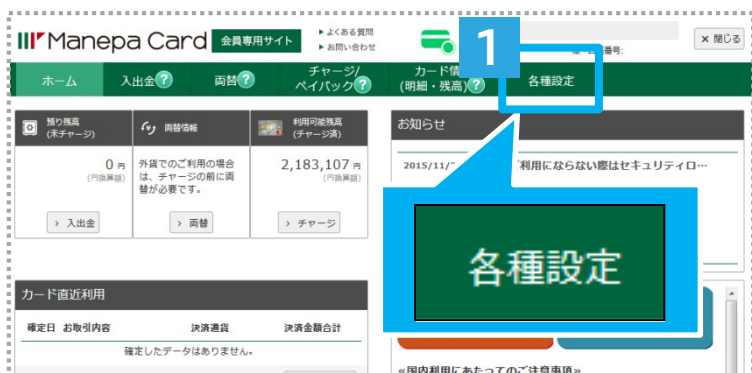 Manepa Card 会員専用サイト
よくある質問
お問い合わせ
番号:
× 閉じる
1
ホーム
入出金?
両替?
チャージ/
ペイバック?
カード情
(明細・残高)?
各種設定
預り残高
(未チャージ)
両替情報
利用可能残高
(チャージ済)
お知らせ
0 円
(円換算額)
外貨でのご利用の場合
は、チャージの前に両
替が必要です。
2,183,107 円
(円換算額)
2015/11/
利用にならない際はセキュリティロ…
> 入出金
> 両替
> チャージ
各種設定
カード直近利用
確定日 お取引内容 決済通貨 決済金額合計
確定したデータはありません。
≪国内利用にあたってのご注意事項≫